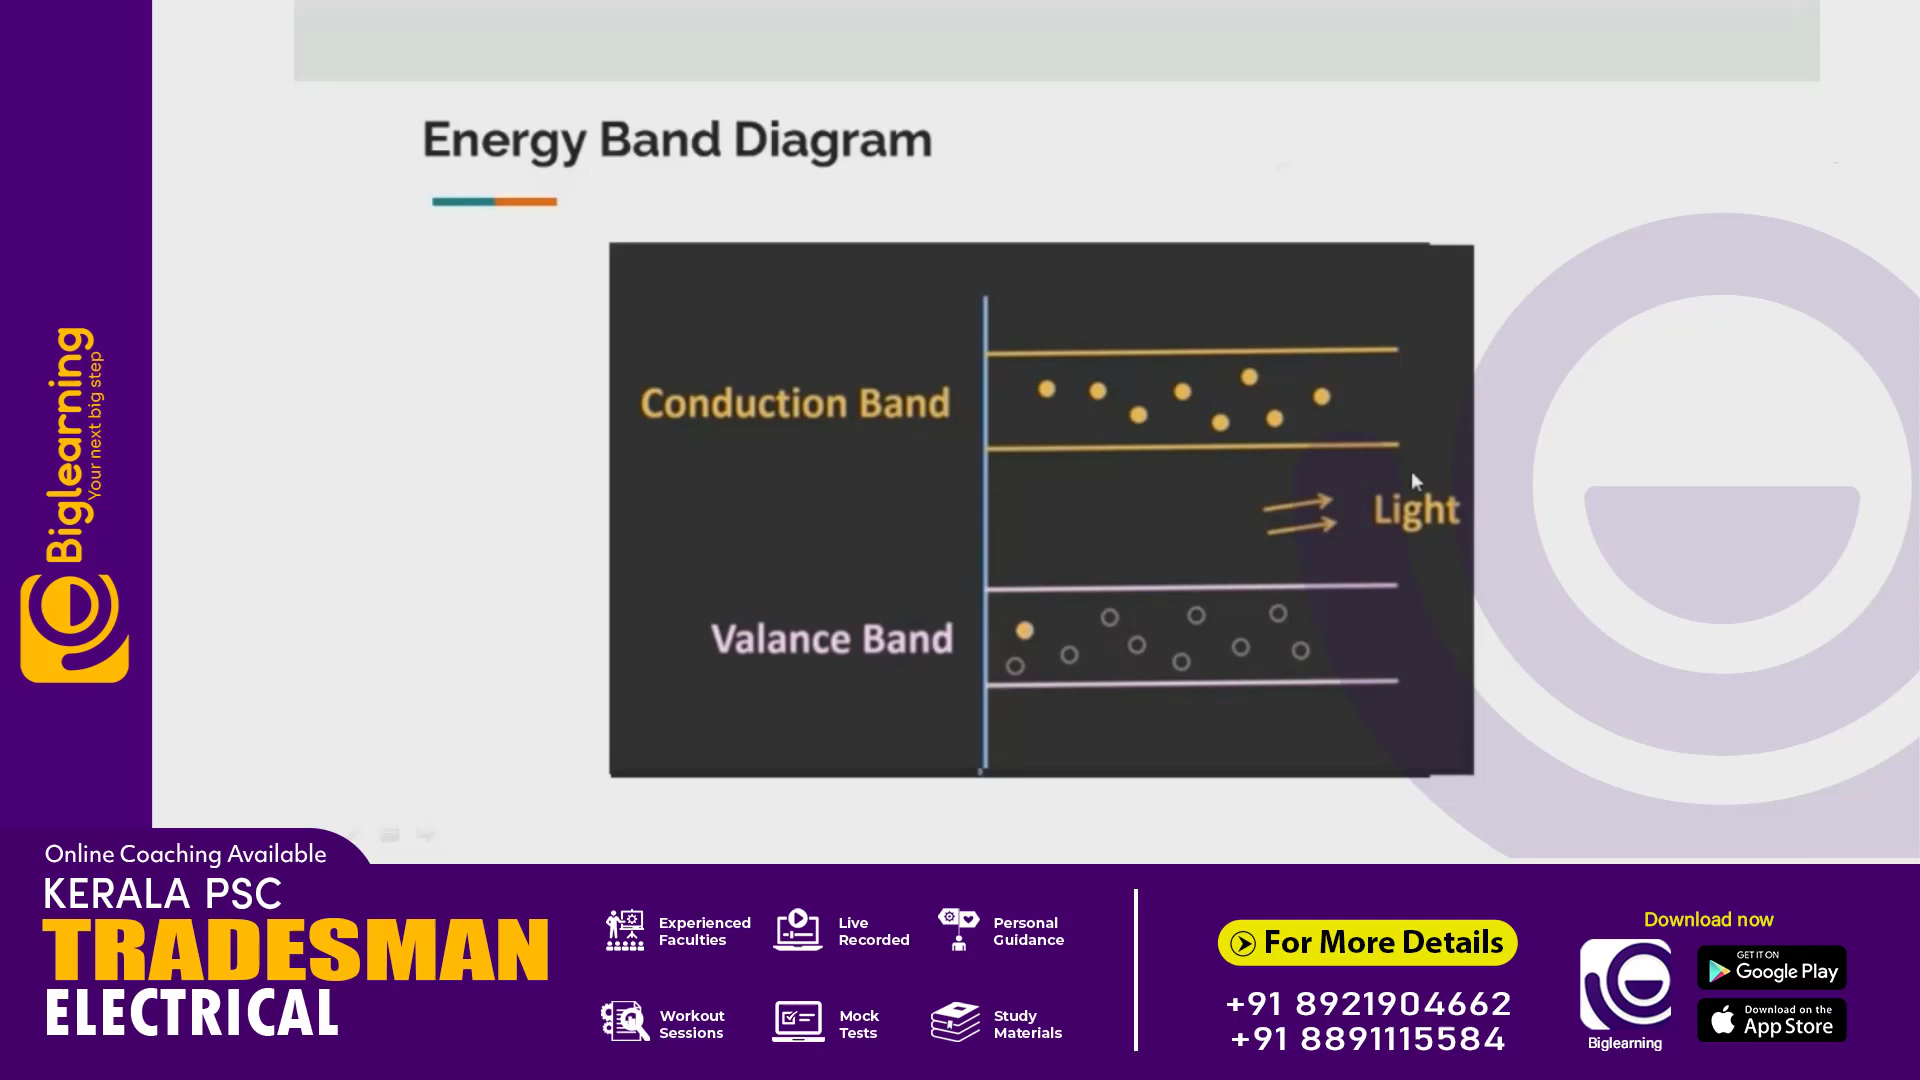 Energy Band Diagram
Conduction Band
Light
Valance Band
Biglearning
Your next big step
Online Coaching Available
KERALA PSC
TRADESMAN
ELECTRICAL
Experienced
Faculties
Live
Recorded
Personal
Guidance
Workout
Sessions
Mock
Tests
Study
Materials
For More Details
+91 8921904662
+91 8891115584
Download now
Biglearning
GET IT ON
Google Play
Download on the
App Store